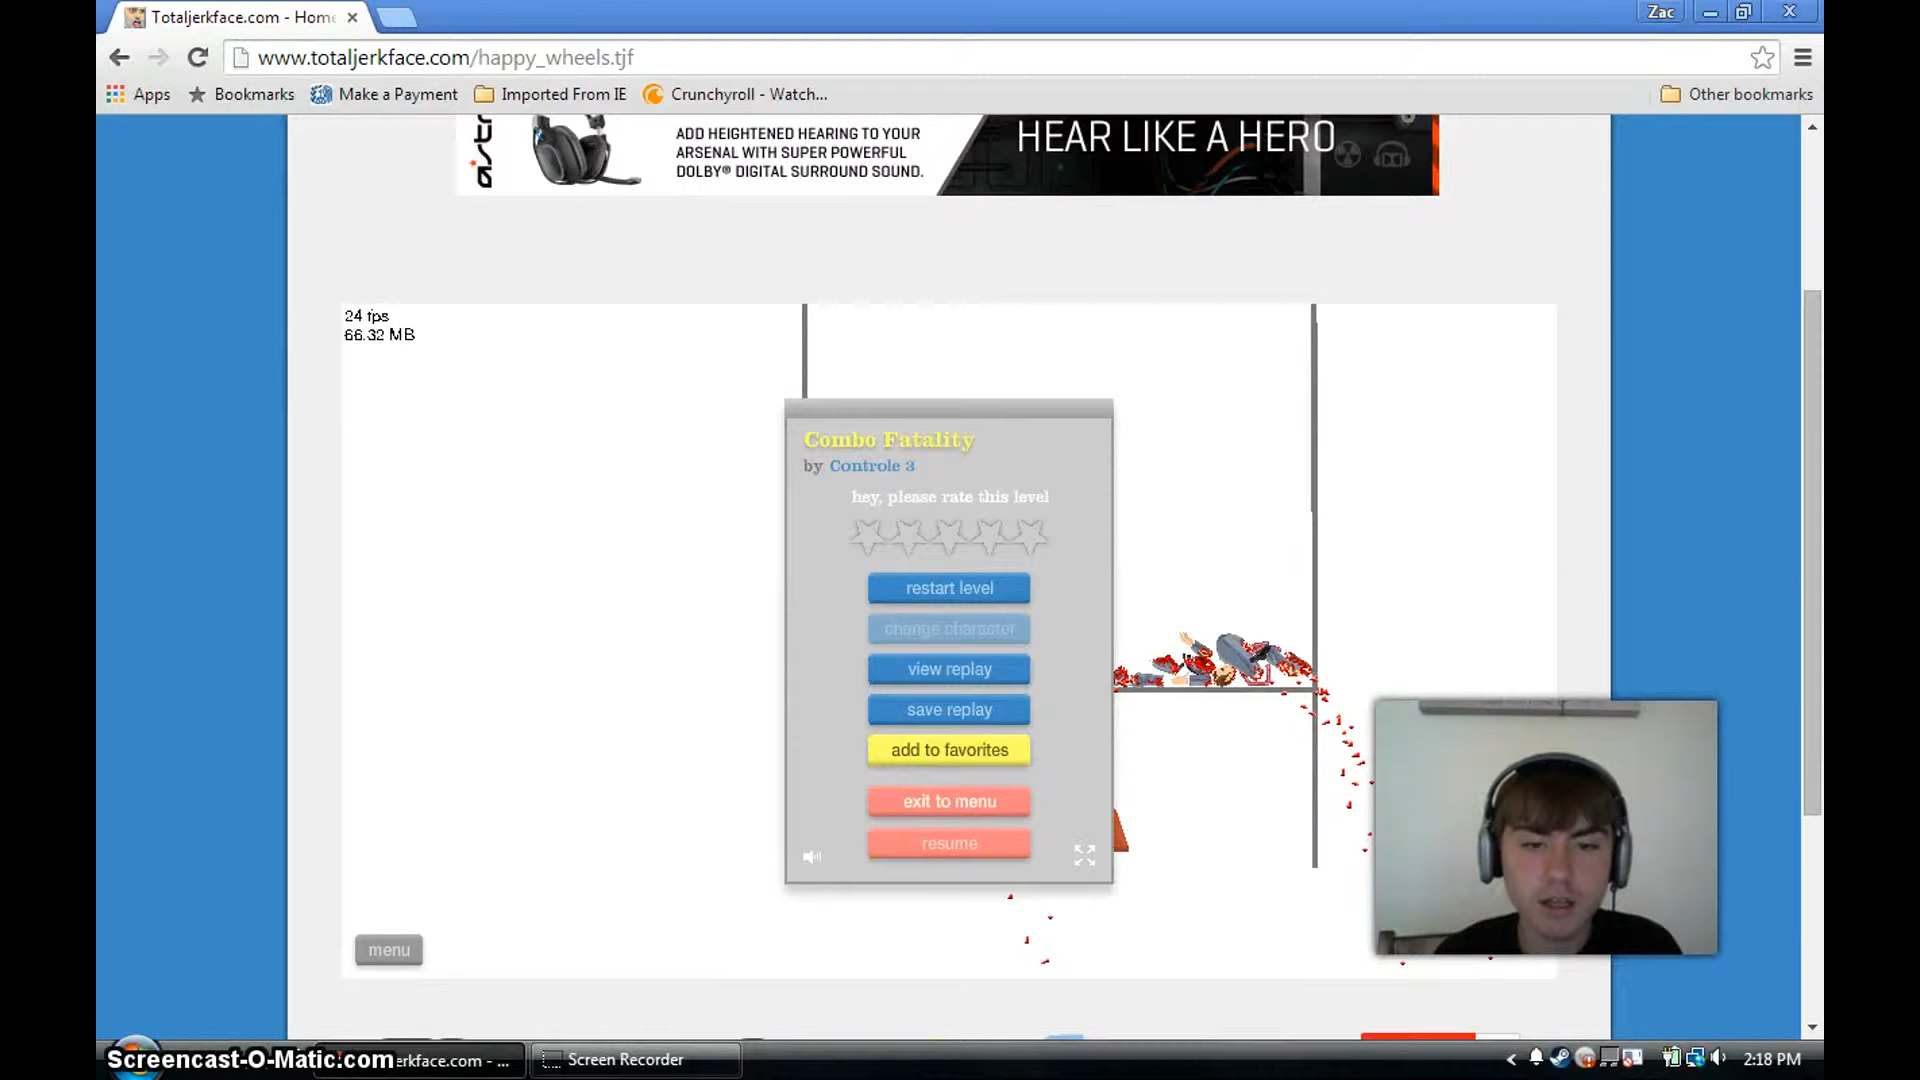 Totaljerkface.com - Home
Zac
www.totaljerkface.com/happy_wheels.tjf
Apps
Bookmarks
Make a Payment
Imported From IE
Crunchyroll - Watch...
Other bookmarks
astr
ADD HEIGHTENED HEARING TO YOUR
ARSENAL WITH SUPER POWERFUL
DOLBY® DIGITAL SURROUND SOUND.
HEAR LIKE A HERO
24 fps
66.32 MB
Combo Fatality
by Controle 3
hey, please rate this level
restart level
change character
view replay
save replay
add to favorites
exit to menu
resume
menu
Screencast-O-Matic.com
erkface.com - ...
Screen Recorder
2:18 PM